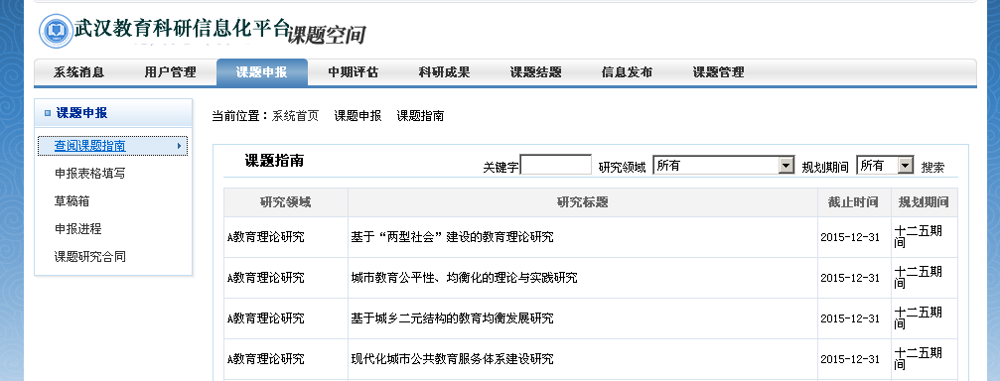 武汉教育科研信息化平台 课题空间
系统消息 用户管理 课题申报 中期评估 科研成果 课题结题 信息发布 课题管理
课题申报
查阅课题指南
申报表格填写
草稿箱
申报进程
课题研究合同
当前位置：系统首页 课题申报 课题指南
课题指南
关键字 研究领域 所有 规划期间 所有 搜索
研究领域 研究标题 截止时间 规划期间
A教育理论研究 基于“两型社会”建设的教育理论研究 2015-12-31 十二五期
间
A教育理论研究 城市教育公平性、均衡化的理论与实践研究 2015-12-31 十二五期
间
A教育理论研究 基于城乡二元结构的教育均衡发展研究 2015-12-31 十二五期
间
A教育理论研究 现代化城市公共教育服务体系建设研究 2015-12-31 十二五期
间